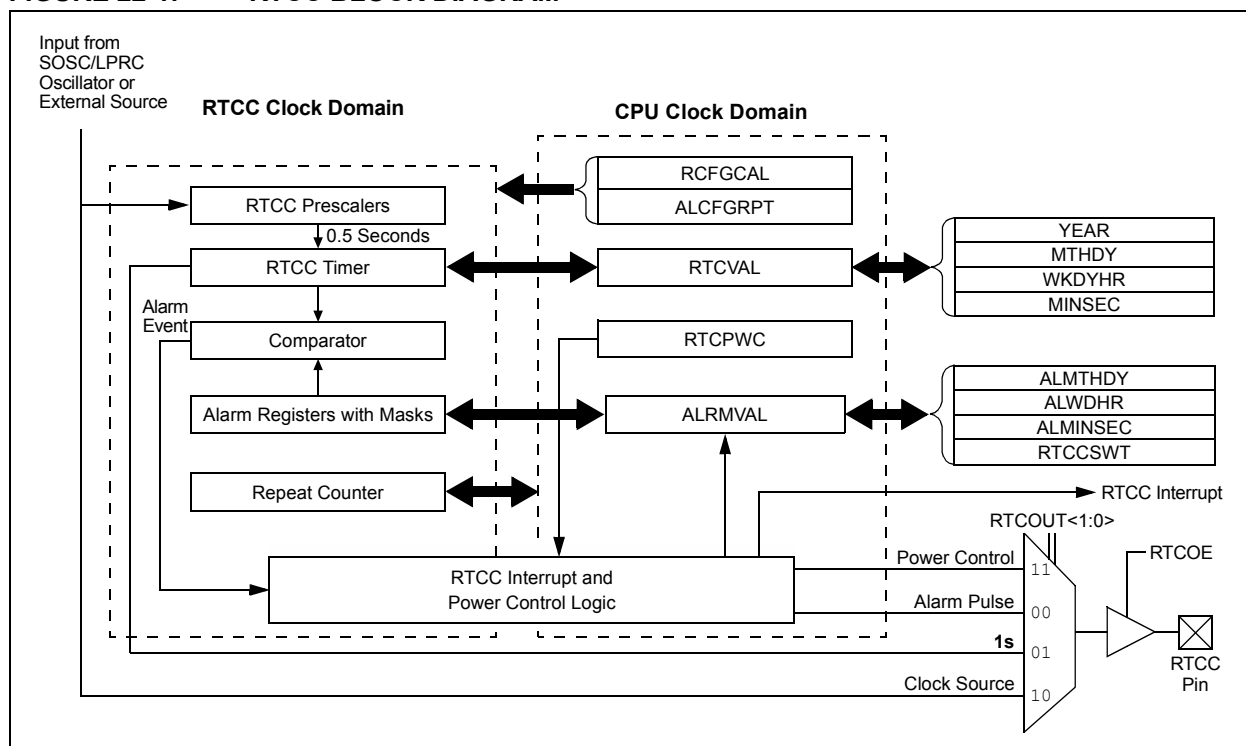 Input from
SOSC/LPRC
Oscillator or
External Source
RTCC Clock Domain
CPU Clock Domain
RCFGCAL
ALCFGRPT
RTCC Prescalers
0.5 Seconds
RTCC Timer
RTCVAL
YEAR
MTHDY
WKDYHR
MINSEC
Alarm
Event
Comparator
RTCPWC
Alarm Registers with Masks
ALRMVAL
ALMTHDY
ALWDHR
ALMINSEC
RTCCSWT
Repeat Counter
RTCC Interrupt
RTCOUT<1:0>
RTCC Interrupt and
Power Control Logic
Power Control
11
RTCOE
Alarm Pulse
00
1s
01
Clock Source
10
RTCC
Pin